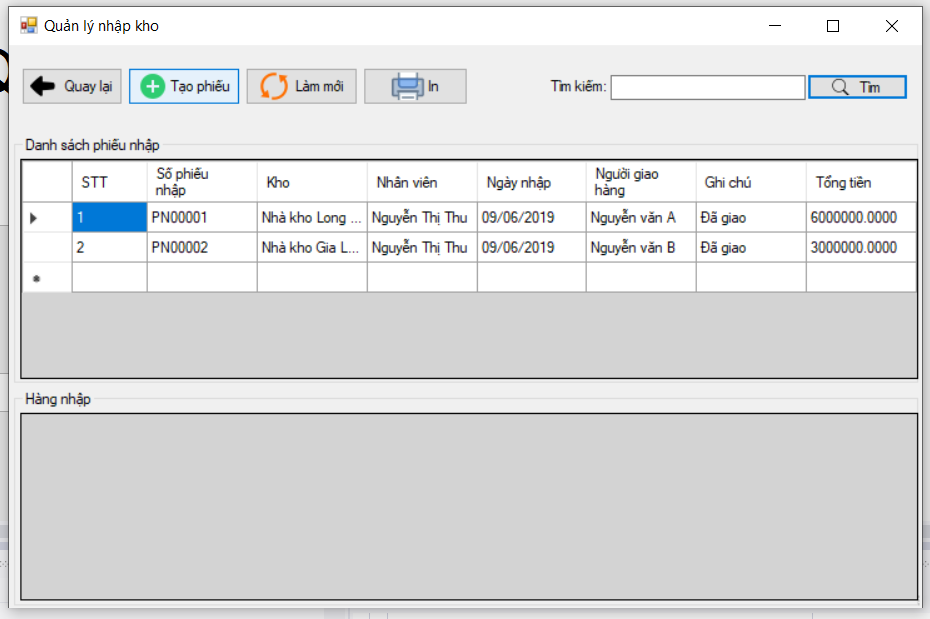 Quản lý nhập kho
Quay lại Tạo phiếu Làm mới In Tìm kiếm: Tìm
Danh sách phiếu nhập
STT Số phiếu nhập Kho Nhân viên Ngày nhập Người giao hàng Ghi chú Tổng tiền
1 PN00001 Nhà kho Long ... Nguyễn Thị Thu 09/06/2019 Nguyễn văn A Đã giao 6000000.0000
2 PN00002 Nhà kho Gia L... Nguyễn Thị Thu 09/06/2019 Nguyễn văn B Đã giao 3000000.0000
Hàng nhập